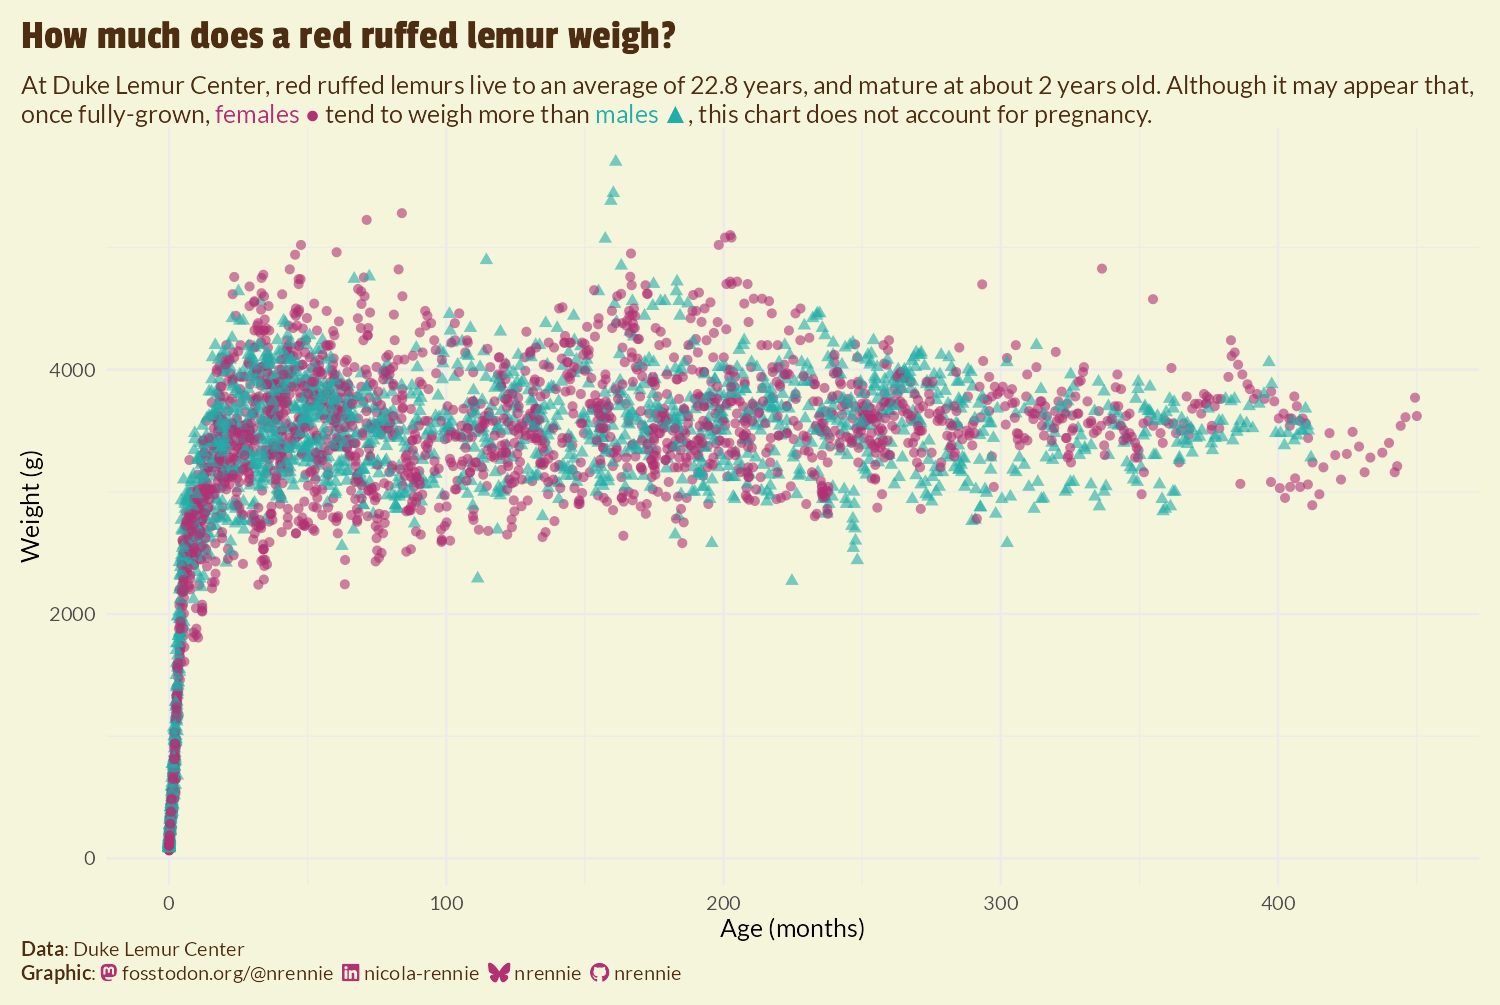 How much does a red ruffed lemur weigh?
At Duke Lemur Center, red ruffed lemurs live to an average of 22.8 years, and mature at about 2 years old. Although it may appear that,
once fully-grown, females ● tend to weigh more than males ▲, this chart does not account for pregnancy.
Weight (g)
4000
2000
0
0 100 200 300 400
Age (months)
Data: Duke Lemur Center
Graphic: fosstodon.org/@nrennie nicola-rennie nrennie nrennie